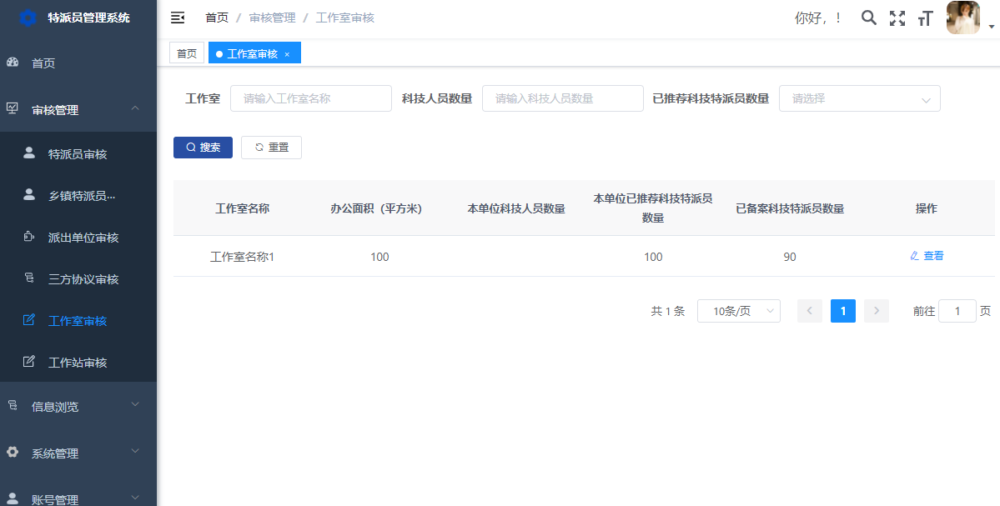 特派员管理系统
首页
审核管理
特派员审核
乡镇特派员...
派出单位审核
三方协议审核
工作室审核
工作站审核
信息浏览
系统管理
账号管理
首页 / 审核管理 / 工作室审核
你好，！
首页
工作室审核 ×
工作室 请输入工作室名称 科技人员数量 请输入科技人员数量 已推荐科技特派员数量 请选择
搜索 重置
工作室名称 办公面积（平方米） 本单位科技人员数量 本单位已推荐科技特派员数量 已备案科技特派员数量 操作
工作室名称1 100 100 90 查看
共 1 条 10条/页 1 前往 1 页